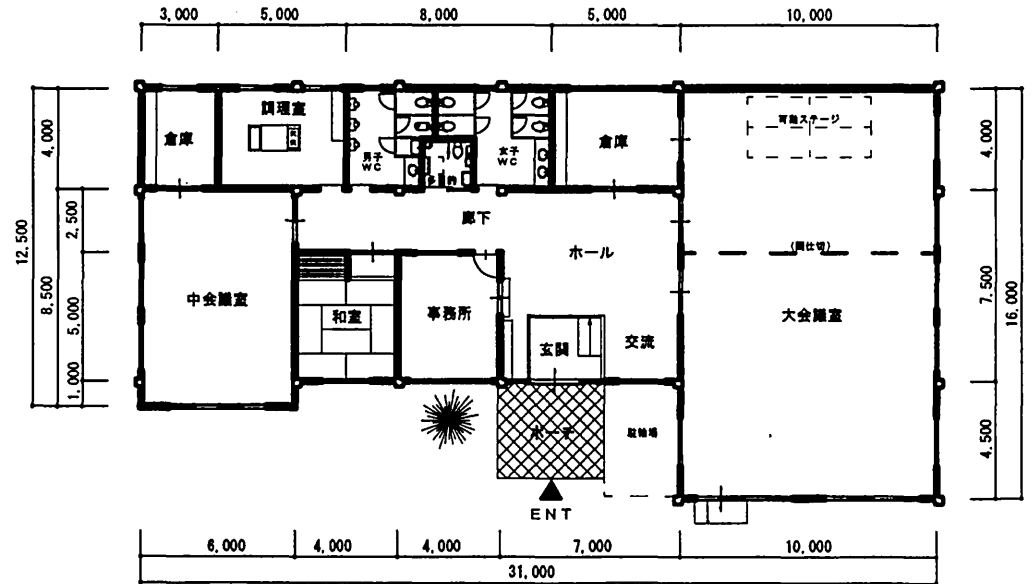 3,000 5,000 8,000 5,000 10,000
調理室
可動ステージ
倉庫
倉庫
男子
WC
女子
WC
廊下
ホール
(間仕切)
中会議室
和室
事務所
玄関
交流
大会議室
ポーチ
駐輪場
ENT
4,000
2,500
5,000
1,000
8,500
12,500
4,000
7,500
4,500
16,000
6,000 4,000 4,000 7,000 10,000
31,000